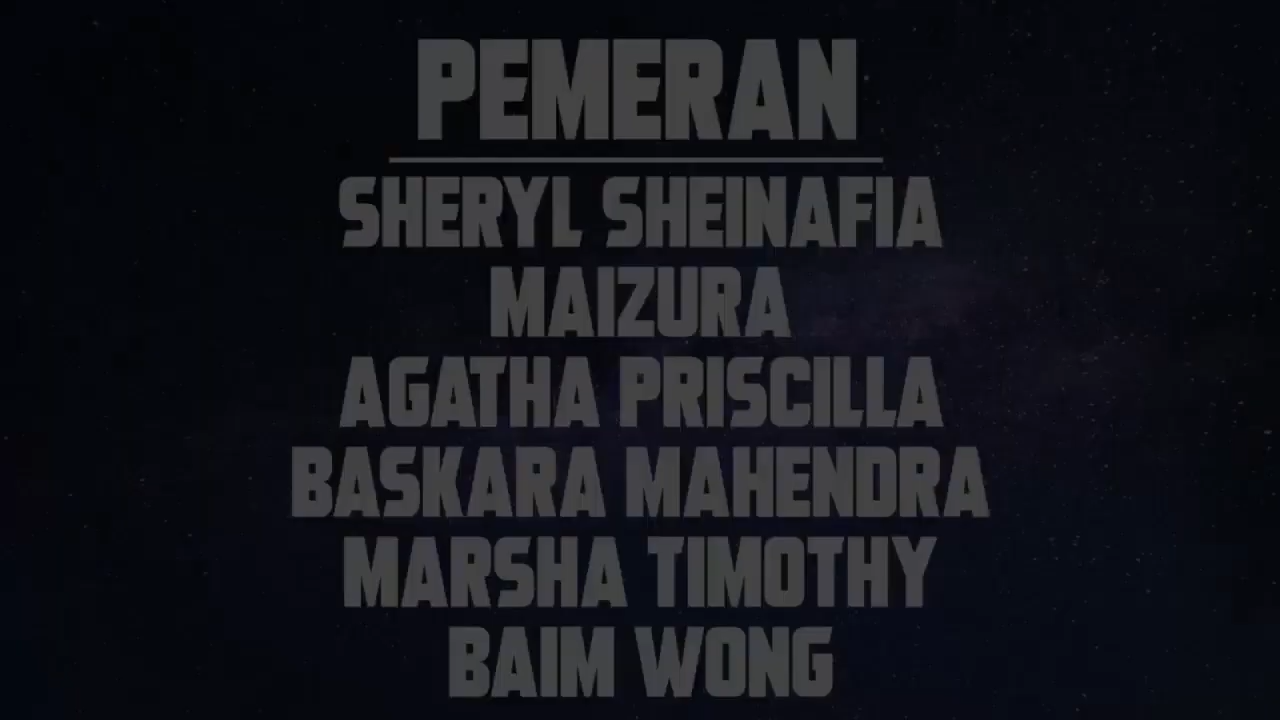 PEMERAN
SHERYL SHEINAFIA
MAIZURA
AGATHA PRISCILLA
BASKARA MAHENDRA
MARSHA TIMOTHY
BAIM WONG